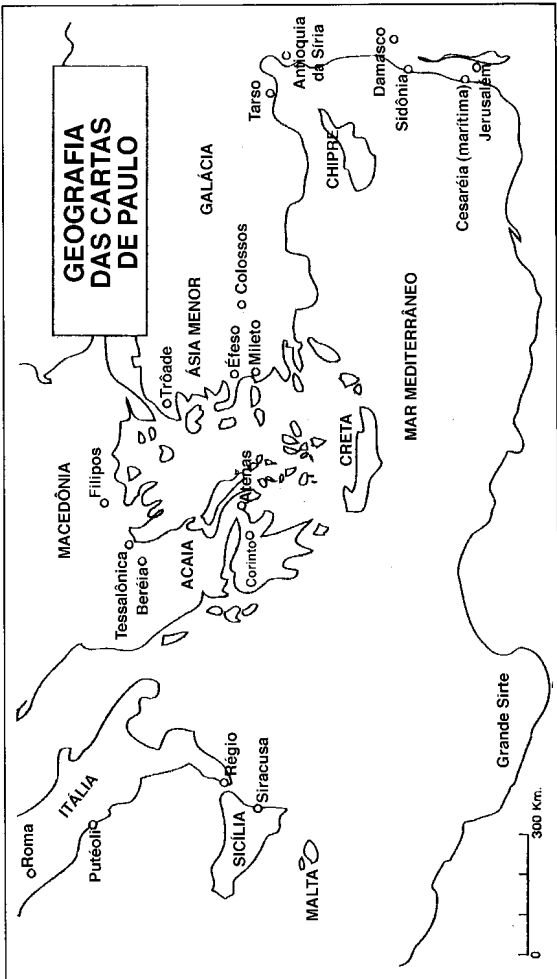 GEOGRAFIA
DAS CARTAS
DE PAULO
Roma
ITÁLIA
Putéoli
Régio
SICÍLIA
Siracusa
MALTA
MACEDÔNIA
Filipos
Tessalônica
Beréia
ACAIA
Corinto
Atenas
Trôade
ÁSIA MENOR
Éfeso
Colossos
Mileto
GALÁCIA
Tarso
Antioquia
da Síria
CHIPRE
CRETA
MAR MEDITERRÂNEO
Damasco
Sidônia
Cesaréia (marítima)
Jerusalém
Grande Sirte
0
300 Km.